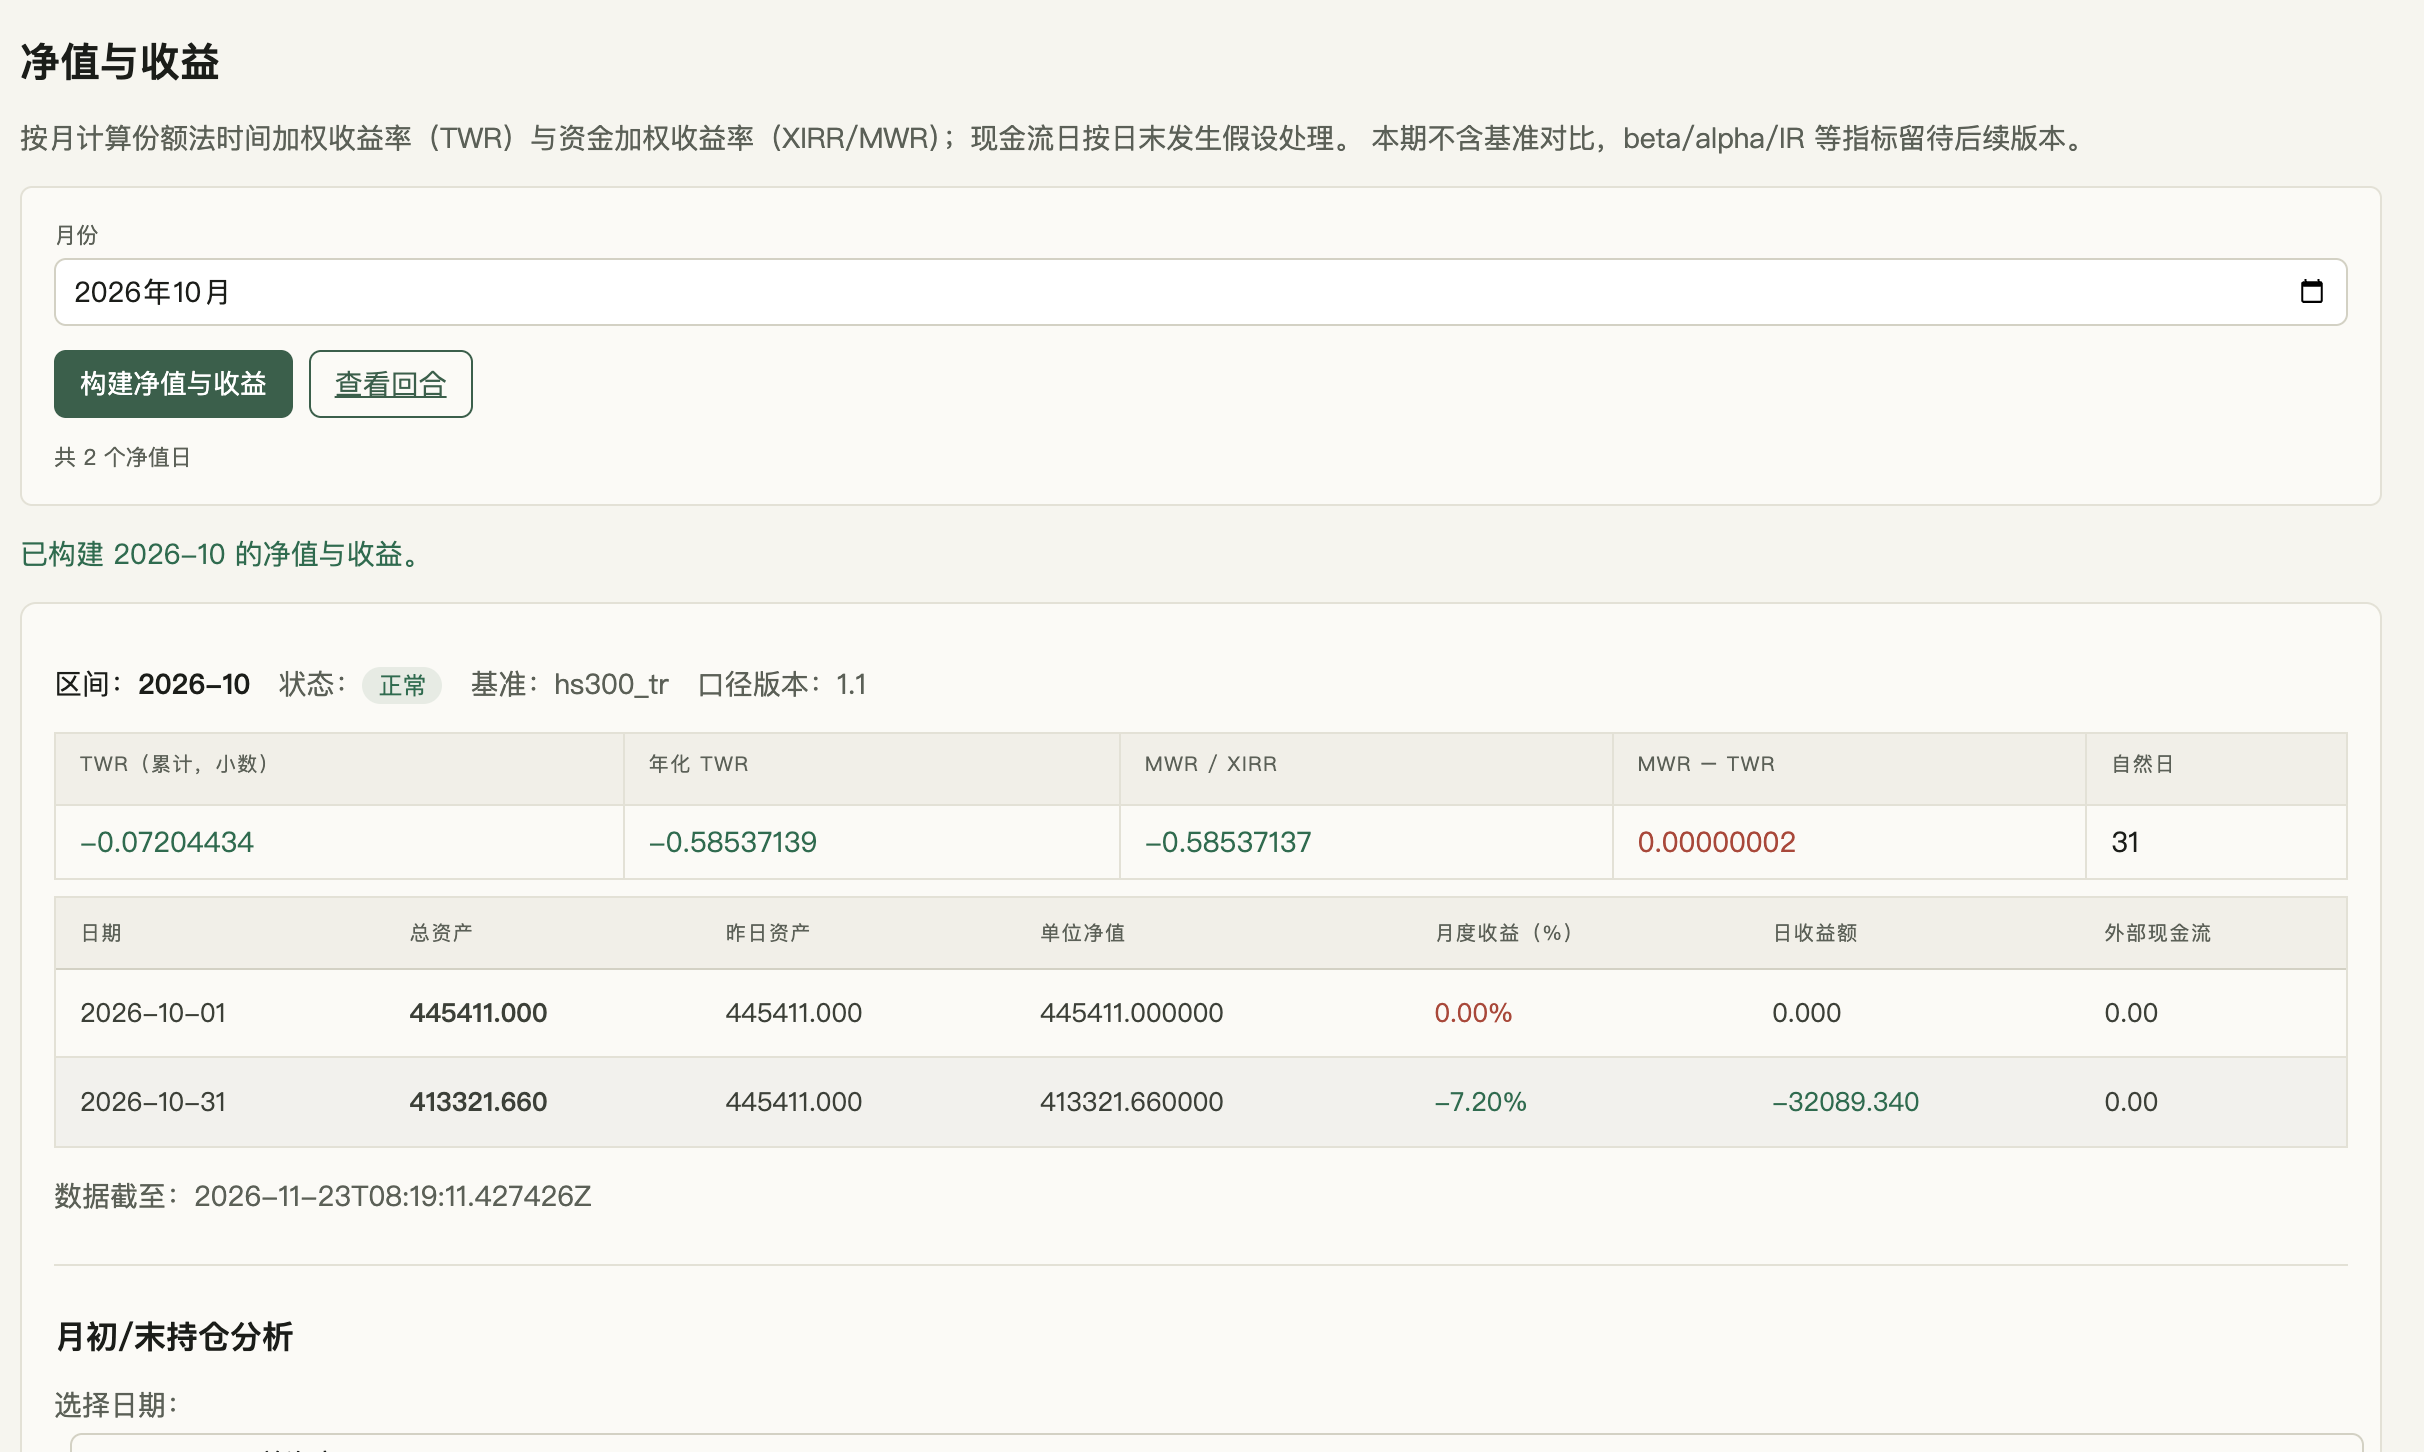 净值与收益
按月计算份额法时间加权收益率（TWR）与资金加权收益率（XIRR/MWR）；现金流日按日末发生假设处理。 本期不含基准对比，beta/alpha/IR 等指标留待后续版本。
月份
2026年10月
构建净值与收益 查看回合
共 2 个净值日
已构建 2026-10 的净值与收益。
区间：2026-10 状态：正常 基准：hs300_tr 口径版本：1.1
TWR（累计，小数） 年化 TWR MWR / XIRR MWR − TWR 自然日
-0.07204434 -0.58537139 -0.58537137 0.00000002 31
日期 总资产 昨日资产 单位净值 月度收益（%） 日收益额 外部现金流
2026-10-01 445411.000 445411.000 445411.000000 0.00% 0.000 0.00
2026-10-31 413321.660 445411.000 413321.660000 -7.20% -32089.340 0.00
数据截至：2026-11-23T08:19:11.427426Z
月初/末持仓分析
选择日期：